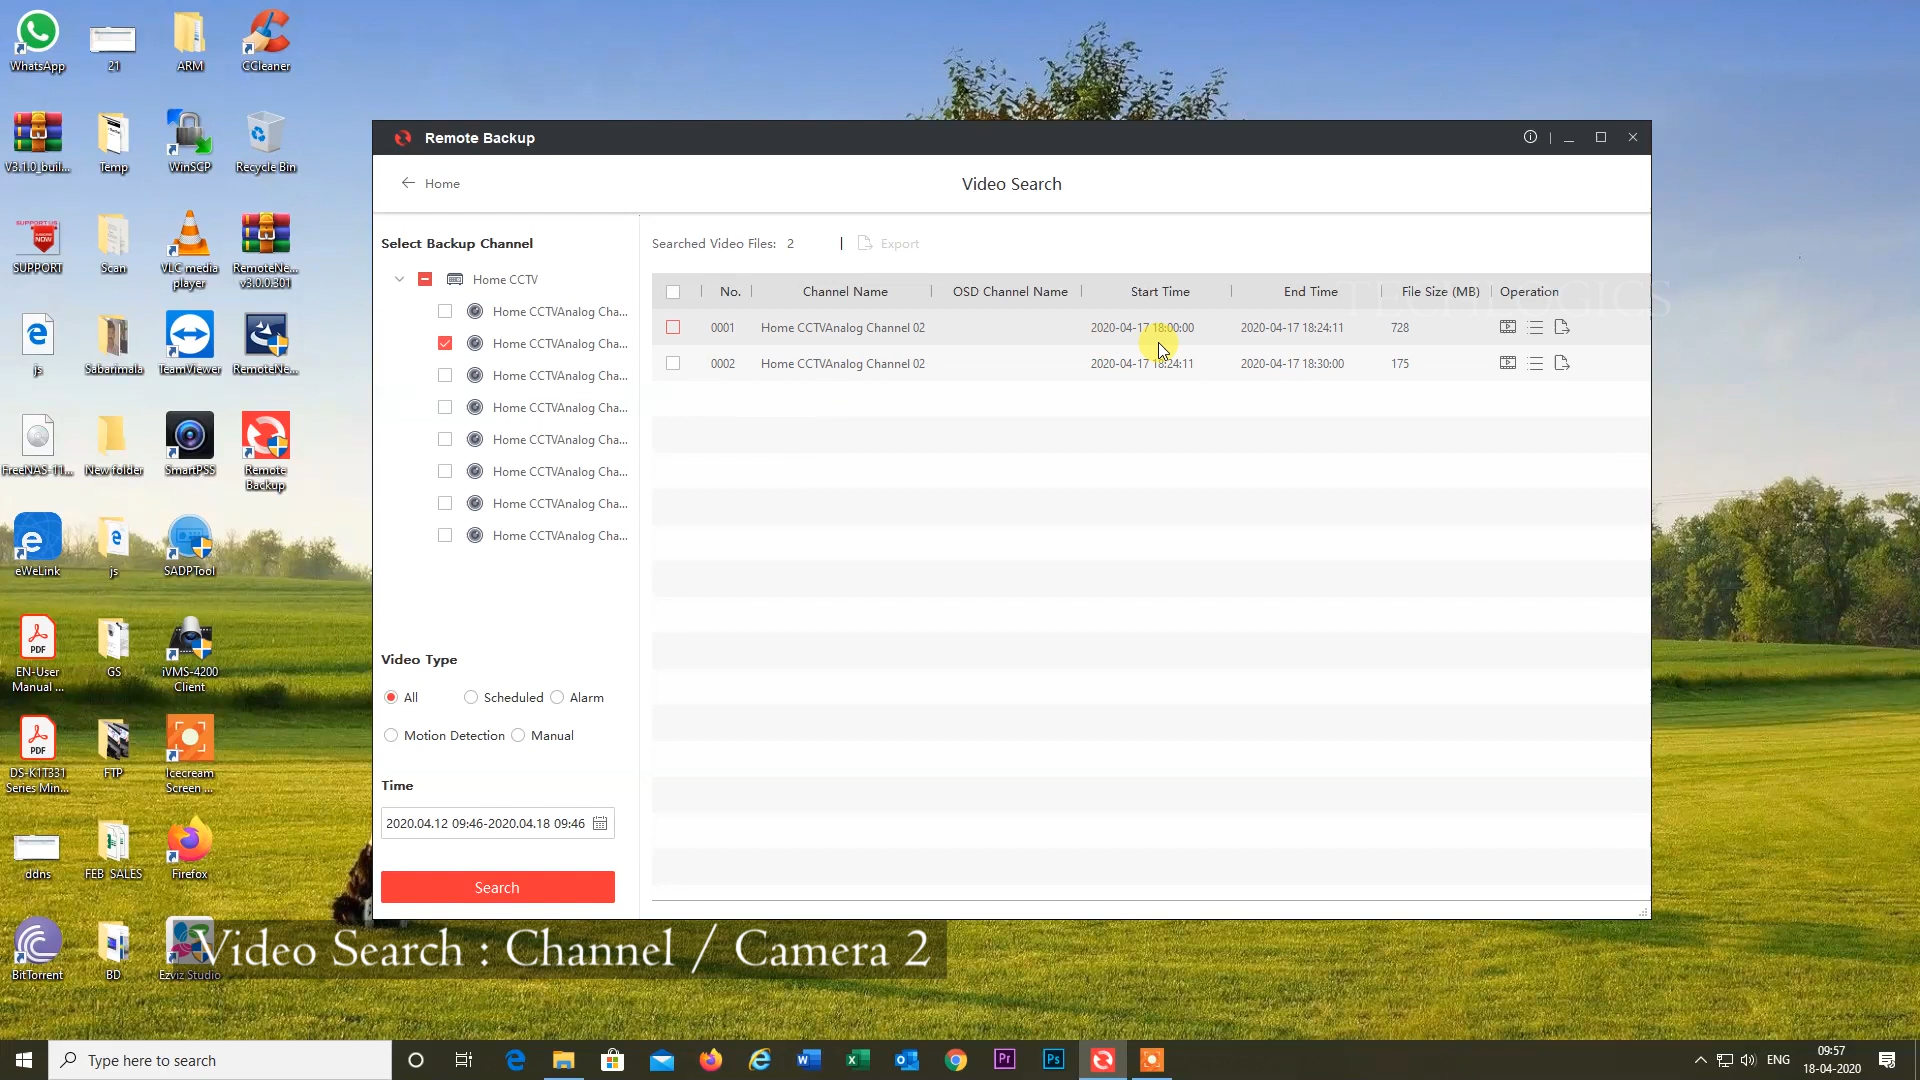 WhatsApp
21
ARM
CCleaner
V3.1.0_buil...
Temp
WinSCP
Recycle Bin
SUPPORT US
NOW
SUPPORT
Scan
VLC media
player
RemoteNe...
v3.0.0.301
js
Sabarimala
TeamViewer
RemoteNe...
FreeNAS-11...
New folder
SmartPSS
Remote
Backup
eWeLink
js
SADPTool
PDF
EN-User
Manual ...
GS
iVMS-4200
Client
PDF
DS-K1T331
Series Min...
FTP
Icecream
Screen ...
ddns
FEB_SALES
Firefox
BitTorrent
BD
Ezviz Studio
Remote Backup
Home
Video Search
Select Backup Channel
Home CCTV
Home CCTVAnalog Cha...
Home CCTVAnalog Cha...
Home CCTVAnalog Cha...
Home CCTVAnalog Cha...
Home CCTVAnalog Cha...
Home CCTVAnalog Cha...
Home CCTVAnalog Cha...
Home CCTVAnalog Cha...
Video Type
All Scheduled Alarm
Motion Detection Manual
Time
2020.04.12 09:46-2020.04.18 09:46
Search
Searched Video Files: 2 | Export
No. Channel Name OSD Channel Name Start Time End Time File Size (MB) Operation
0001 Home CCTVAnalog Channel 02 2020-04-17 18:00:00 2020-04-17 18:24:11 728
0002 Home CCTVAnalog Channel 02 2020-04-17 18:24:11 2020-04-17 18:30:00 175
TECHLOGICS
Video Search : Channel / Camera 2
Type here to search
Pr
Ps
ENG
09:57
18-04-2020